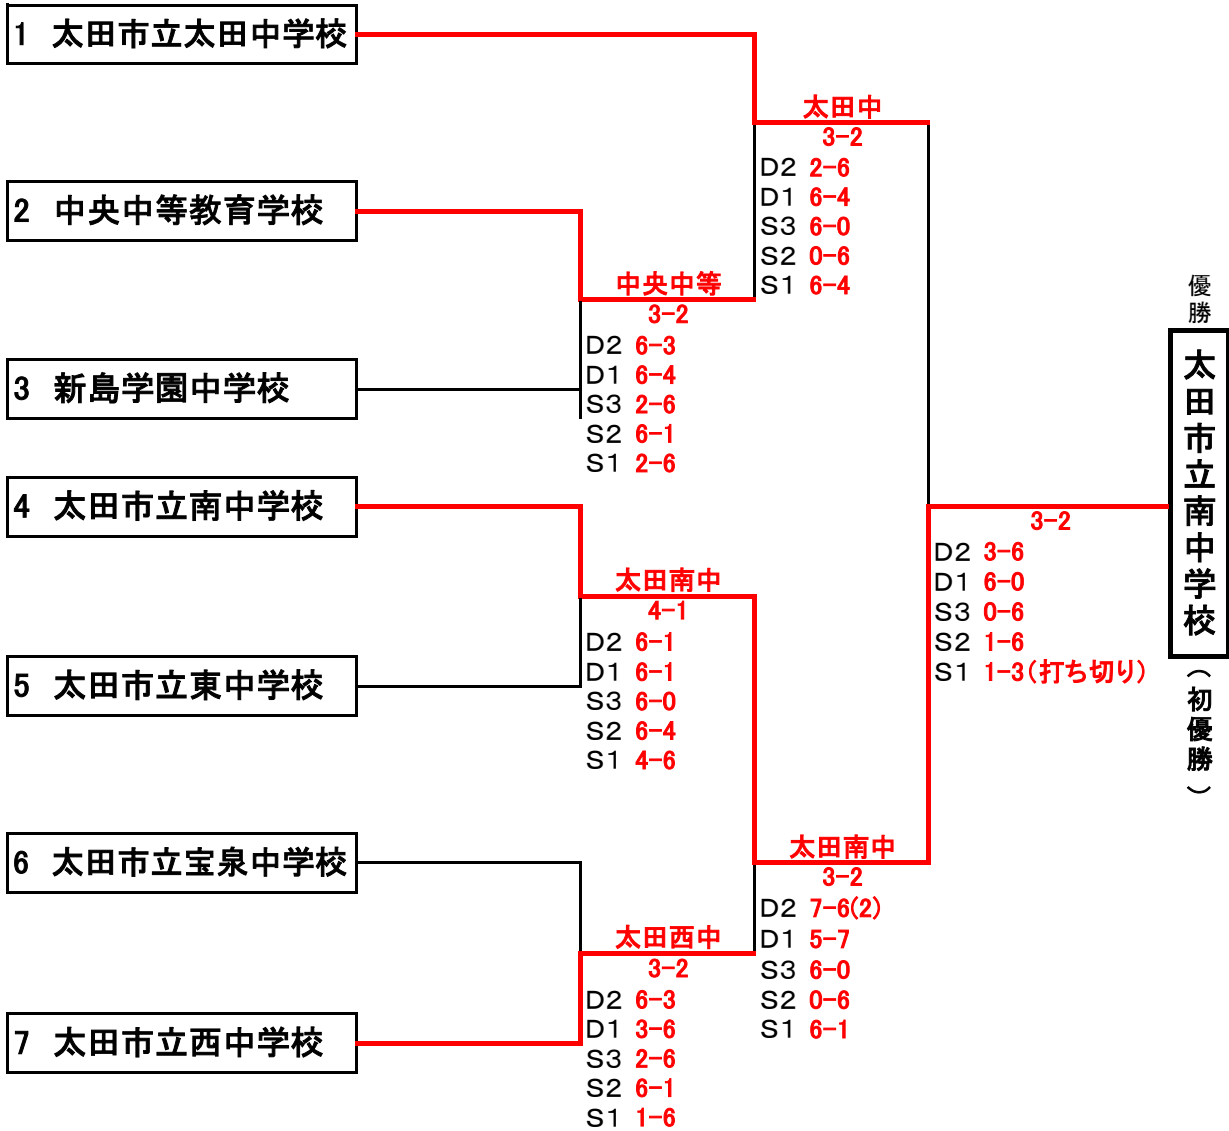 1 太田市立太田中学校
太田中
3-2
D2 2-6
D1 6-4
S3 6-0
S2 0-6
S1 6-4
2 中央中等教育学校
中央中等
3-2
D2 6-3
D1 6-4
S3 2-6
S2 6-1
S1 2-6
3 新島学園中学校
4 太田市立南中学校
太田南中
4-1
D2 6-1
D1 6-1
S3 6-0
S2 6-4
S1 4-6
5 太田市立東中学校
6 太田市立宝泉中学校
太田西中
3-2
D2 6-3
D1 3-6
S3 2-6
S2 6-1
S1 1-6
7 太田市立西中学校
太田南中
3-2
D2 7-6(2)
D1 5-7
S3 6-0
S2 0-6
S1 6-1
3-2
D2 3-6
D1 6-0
S3 0-6
S2 1-6
S1 1-3(打ち切り)
優勝
太田市立南中学校
(初優勝)